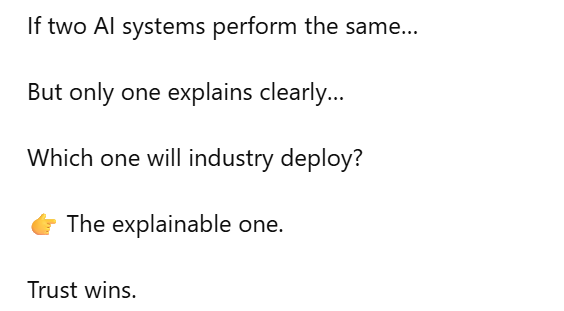 If two AI systems perform the same...
But only one explains clearly...
Which one will industry deploy?
👉 The explainable one.
Trust wins.